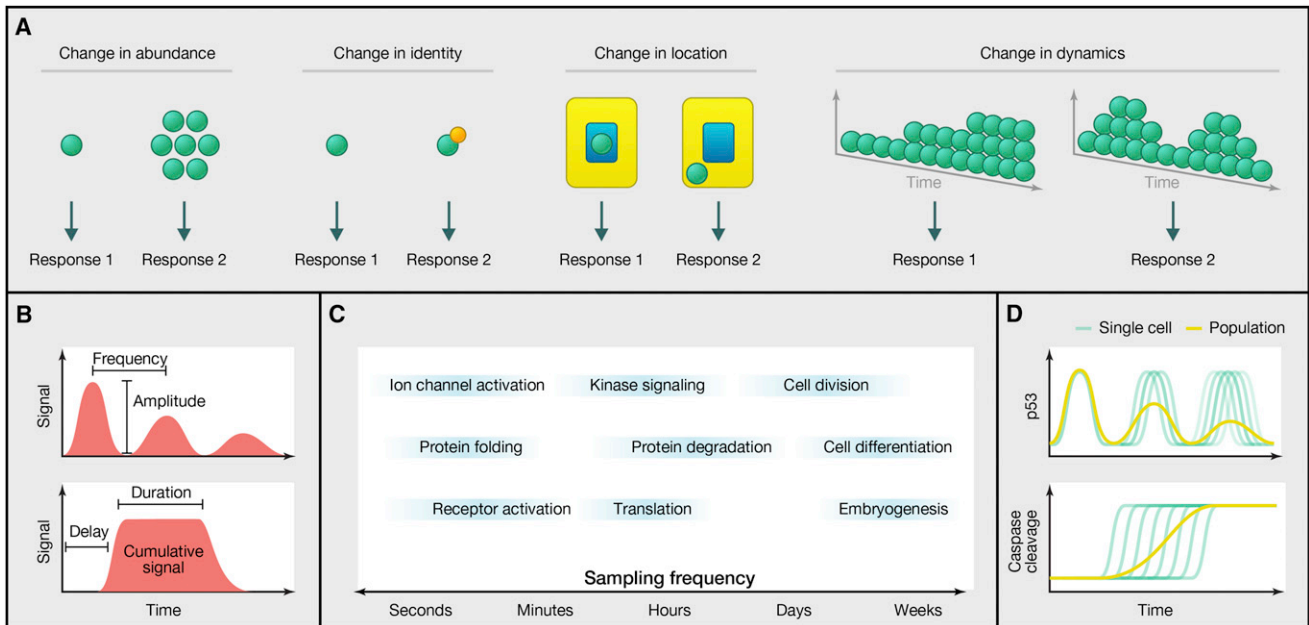 A
Change in abundance
Change in identity
Change in location
Change in dynamics
Time
Time
Response 1
Response 2
Response 1
Response 2
Response 1
Response 2
Response 1
Response 2
B
Frequency
Amplitude
Signal
Duration
Delay
Cumulative
signal
Signal
Time
C
Ion channel activation
Kinase signaling
Cell division
Protein folding
Protein degradation
Cell differentiation
Receptor activation
Translation
Embryogenesis
Sampling frequency
Seconds
Minutes
Hours
Days
Weeks
D
Single cell
Population
p53
Caspase
cleavage
Time